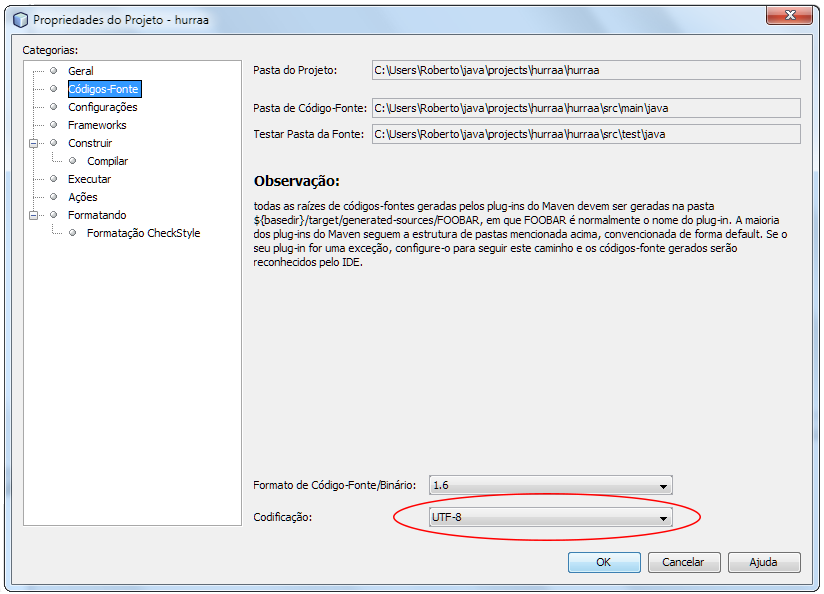 Propriedades do Projeto - hurraa
Categorias:
Geral
Códigos-Fonte
Configurações
Frameworks
Construir
Compilar
Executar
Ações
Formatando
Formatação CheckStyle
Pasta do Projeto: C:\Users\Roberto\java\projects\hurraa\hurraa
Pasta de Código-Fonte: C:\Users\Roberto\java\projects\hurraa\hurraa\src\main\java
Testar Pasta da Fonte: C:\Users\Roberto\java\projects\hurraa\hurraa\src\test\java
Observação:
todas as raízes de códigos-fontes geradas pelos plug-ins do Maven devem ser geradas na pasta
${basedir}/target/generated-sources/FOOBAR, em que FOOBAR é normalmente o nome do plug-in. A maioria
dos plug-ins do Maven seguem a estrutura de pastas mencionada acima, convencionada de forma default. Se o
seu plug-in for uma exceção, configure-o para seguir este caminho e os códigos-fonte gerados serão
reconhecidos pelo IDE.
Formato de Código-Fonte/Binário: 1.6
Codificação: UTF-8
OK Cancelar Ajuda